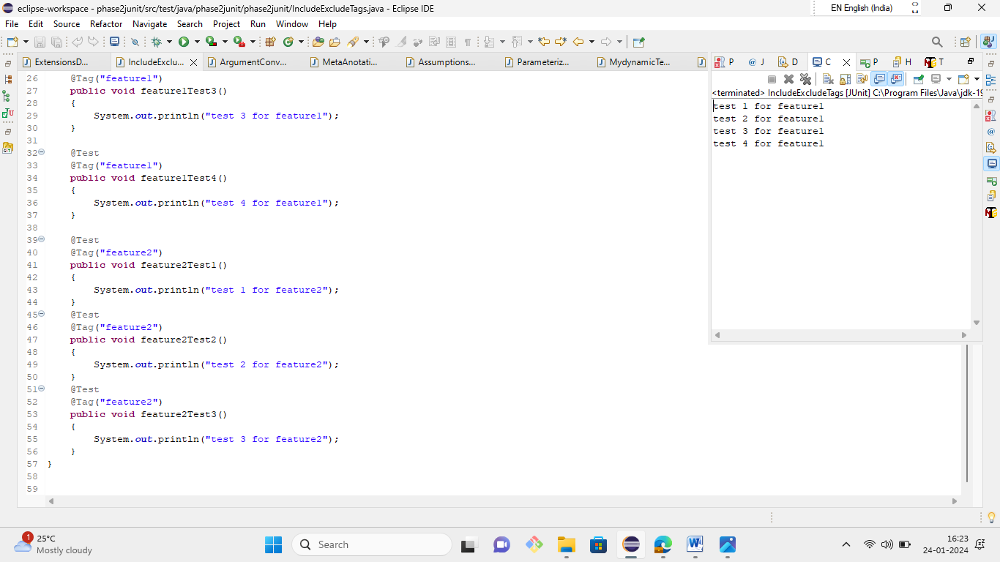 eclipse-workspace - phase2junit/src/test/java/phase2junit/phase2junit/IncludeExcludeTags.java - Eclipse IDE
EN English (India)
File Edit Source Refactor Navigate Search Project Run Window Help
ExtensionsD... IncludeExclu... ArgumentConv... MetaAnotati... Assumptions... Parameteriz... MydynamicTe...
P J D C P H T
<terminated> IncludeExcludeTags [JUnit] C:\Program Files\Java\jdk-19
test 1 for feature1
test 2 for feature1
test 3 for feature1
test 4 for feature1
26 @Tag("feature1")
27 public void feature1Test3()
28 {
29 System.out.println("test 3 for feature1");
30 }
31
32 @Test
33 @Tag("feature1")
34 public void feature1Test4()
35 {
36 System.out.println("test 4 for feature1");
37 }
38
39 @Test
40 @Tag("feature2")
41 public void feature2Test1()
42 {
43 System.out.println("test 1 for feature2");
44 }
45 @Test
46 @Tag("feature2")
47 public void feature2Test2()
48 {
49 System.out.println("test 2 for feature2");
50 }
51 @Test
52 @Tag("feature2")
53 public void feature2Test3()
54 {
55 System.out.println("test 3 for feature2");
56 }
57 }
58
59
1
25°C
Mostly cloudy
Search
16:23
24-01-2024